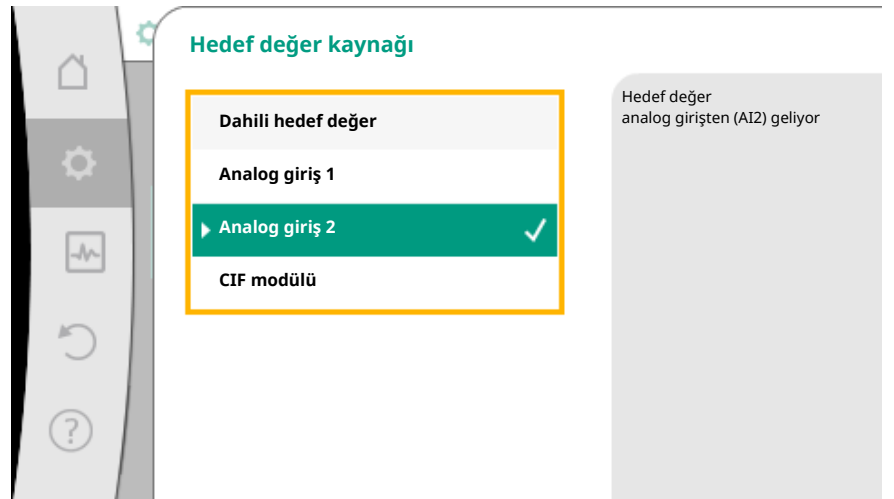 Hedef değer kaynağı
Dahili hedef değer
Analog giriş 1
Analog giriş 2
CIF modülü
Hedef değer
analog girişten (AI2) geliyor